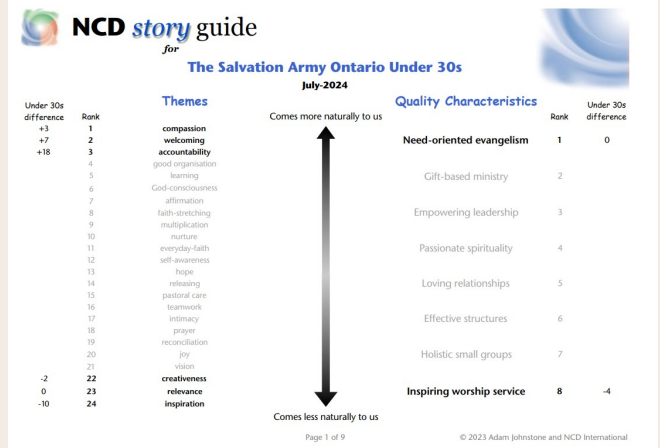 NCD story guide
for
The Salvation Army Ontario Under 30s
July-2024
Under 30s difference Rank Themes Comes more naturally to us Quality Characteristics Rank Under 30s difference
+3 1 compassion
+7 2 welcoming Need-oriented evangelism 1 0
+18 3 accountability
4 good organisation
5 learning Gift-based ministry 2
6 God-consciousness
7 affirmation
8 faith-stretching Empowering leadership 3
9 multiplication
10 nurture
11 everyday-faith Passionate spirituality 4
12 self-awareness
13 hope
14 releasing Loving relationships 5
15 pastoral care
16 teamwork
17 intimacy Effective structures 6
18 prayer
19 reconciliation
20 joy Holistic small groups 7
21 vision
-2 22 creativeness
0 23 relevance Inspiring worship service 8 -4
-10 24 inspiration
Comes less naturally to us
Page 1 of 9 © 2023 Adam Johnstone and NCD International